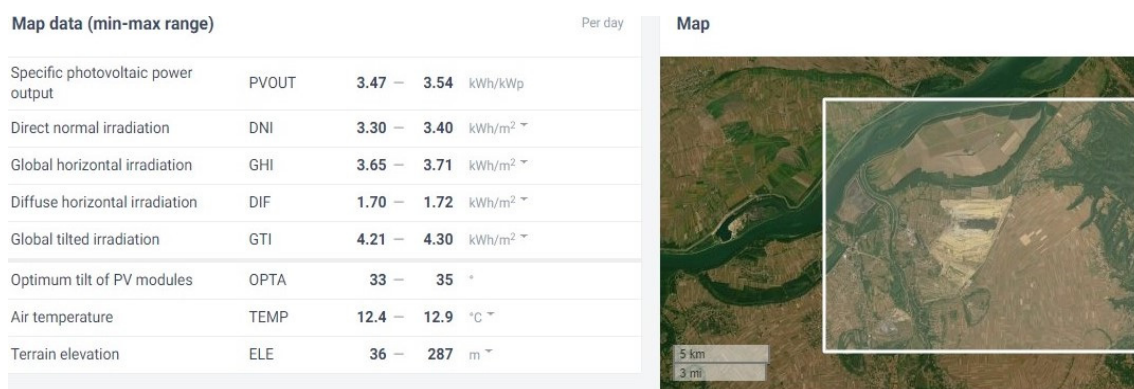 Map data (min-max range) Per day
Specific photovoltaic power
output
PVOUT 3.47 — 3.54 kWh/kWp
Direct normal irradiation DNI 3.30 — 3.40 kWh/m²
Global horizontal irradiation GHI 3.65 — 3.71 kWh/m²
Diffuse horizontal irradiation DIF 1.70 — 1.72 kWh/m²
Global tilted irradiation GTI 4.21 — 4.30 kWh/m²
Optimum tilt of PV modules OPTA 33 — 35 °
Air temperature TEMP 12.4 — 12.9 °C
Terrain elevation ELE 36 — 287 m
Map
5 km
3 mi